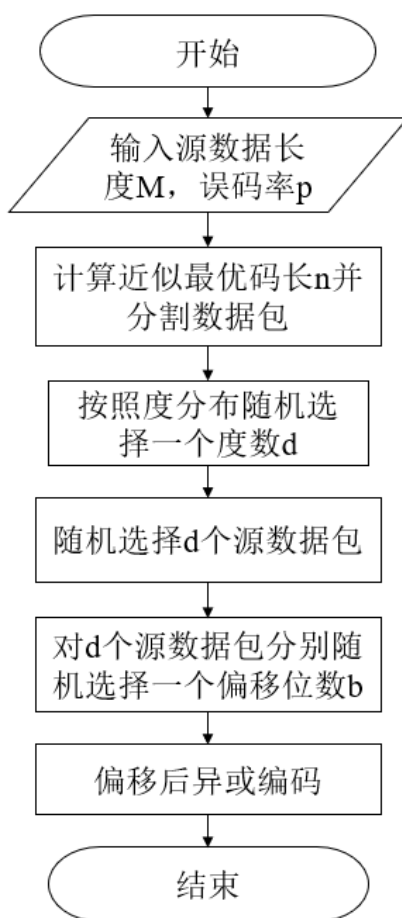 开始
输入源数据长
度M，误码率p
计算近似最优码长n并
分割数据包
按照度分布随机选
择一个度数d
随机选择d个源数据包
对d个源数据包分别随
机选择一个偏移位数b
偏移后异或编码
结束